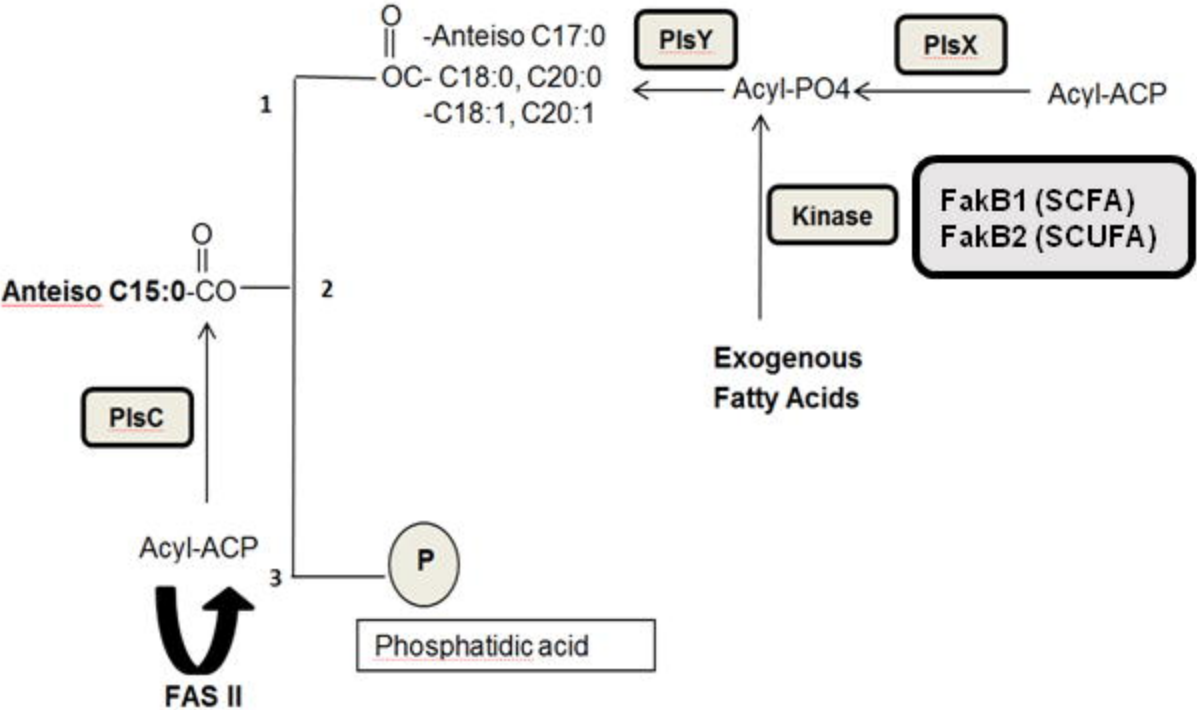 O
-Anteiso C17:0
OC- C18:0, C20:0
-C18:1, C20:1
PlsY
PlsX
Acyl-PO4
Acyl-ACP
1
Kinase
FakB1 (SCFA)
FakB2 (SCUFA)
O
Anteiso C15:0-CO
2
Exogenous
Fatty Acids
PlsC
Acyl-ACP
3
P
Phosphatidic acid
FAS II